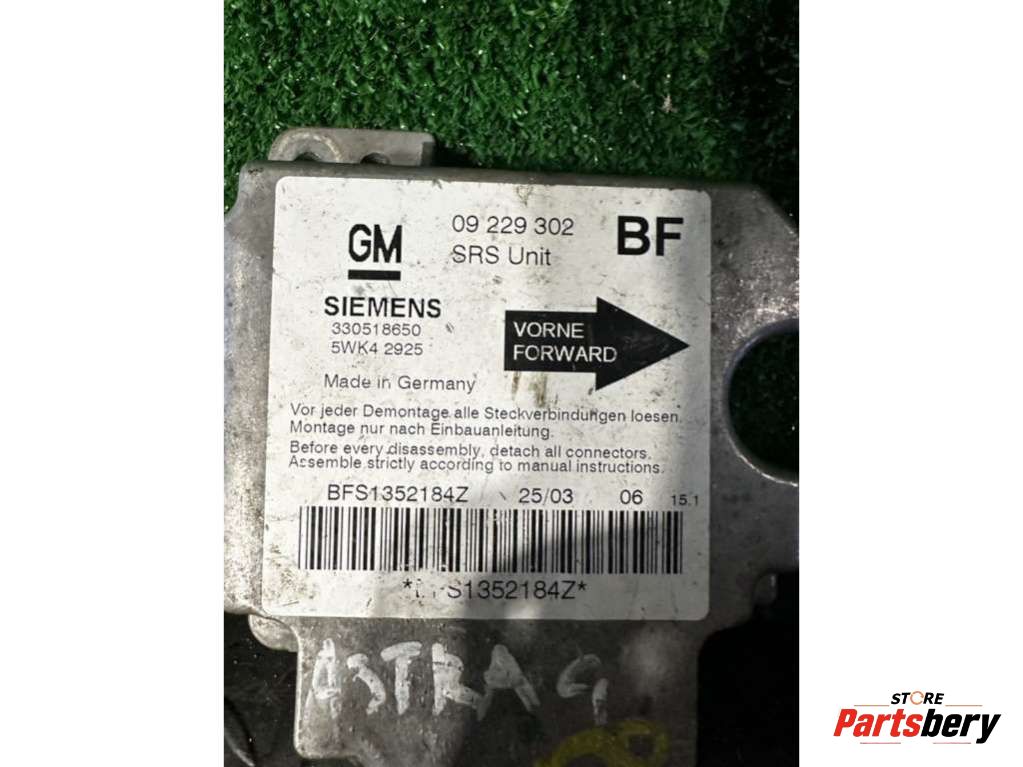 GM
09 229 302
BF
SRS Unit
SIEMENS
330518650
5WK4 2925
VORNE
FORWARD
Made in Germany
Vor jeder Demontage alle Steckverbindungen loesen.
Montage nur nach Einbauanleitung.
Before every disassembly, detach all connectors.
Assemble strictly according to manual instructions.
BFS1352184Z 25/03 06 15.1
S1352184Z*
ASTRA G
STORE
Partsbery